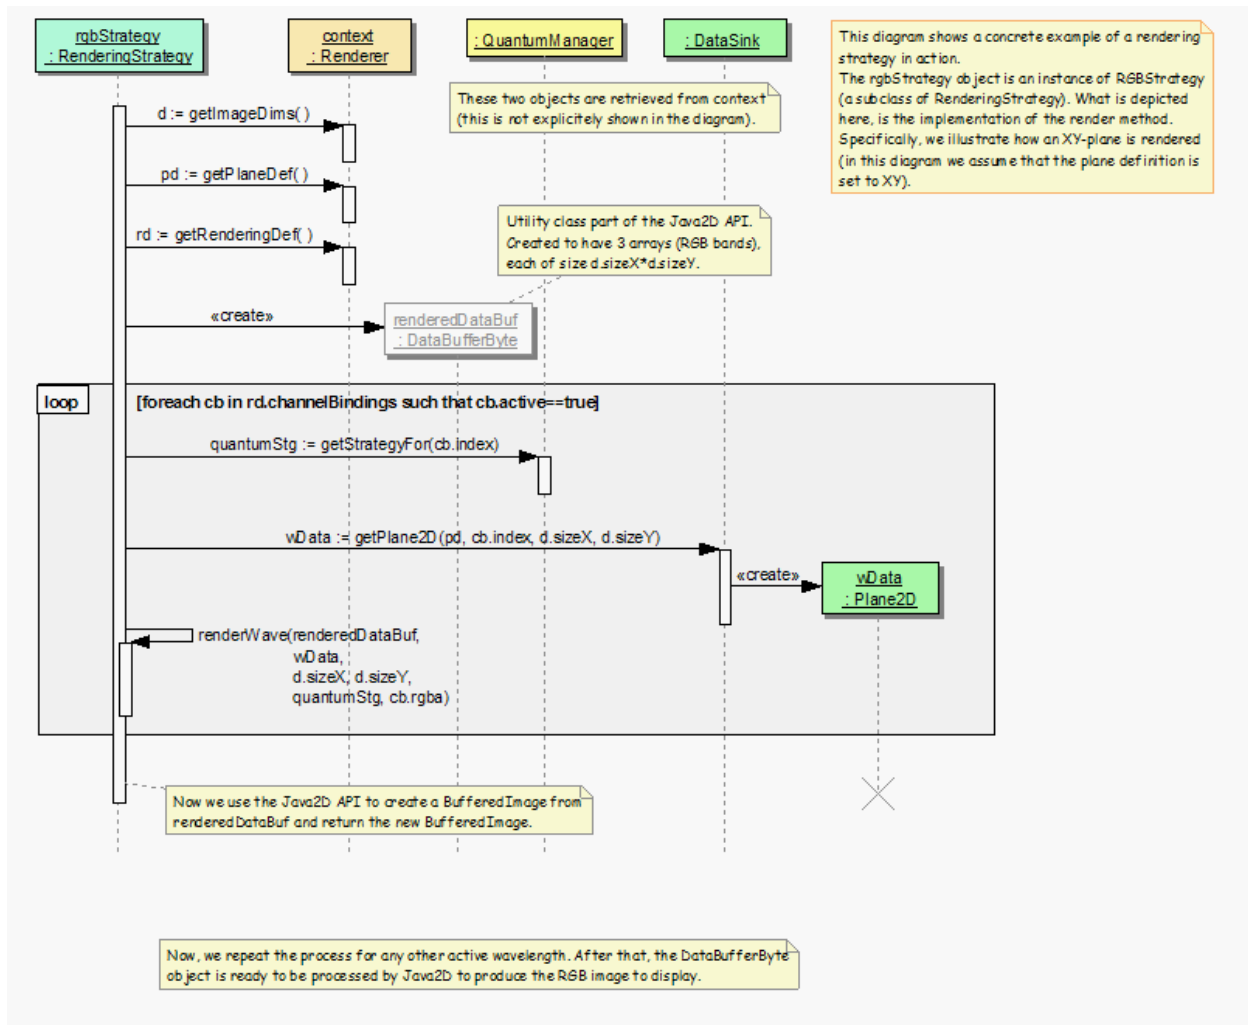 rgbStrategy
: RenderingStrategy
context
: Renderer
: QuantumManager
: DataSink
This diagram shows a concrete example of a rendering
strategy in action.
The rgbStrategy object is an instance of RGBStrategy
(a subclass of RenderingStrategy). What is depicted
here, is the implementation of the render method.
Specifically, we illustrate how an XY-plane is rendered
(in this diagram we assume that the plane definition is
set to XY).
These two objects are retrieved from context
(this is not explicitely shown in the diagram).
d := getImageDims( )
pd := getPlaneDef( )
rd := getRenderingDef( )
Utility class part of the Java2D API.
Created to have 3 arrays (RGB bands),
each of size d.sizeX*d.sizeY.
«create»
renderedDataBuf
: DataBufferByte
loop
[foreach cb in rd.channelBindings such that cb.active==true]
quantumStg := getStrategyFor(cb.index)
wData := getPlane2D(pd, cb.index, d.sizeX, d.sizeY)
«create»
wData
: Plane2D
renderWave(renderedDataBuf,
wData,
d.sizeX, d.sizeY,
quantumStg, cb.rgba)
Now we use the Java2D API to create a BufferedImage from
renderedDataBuf and return the new BufferedImage.
Now, we repeat the process for any other active wavelength. After that, the DataBufferByte
object is ready to be processed by Java2D to produce the RGB image to display.